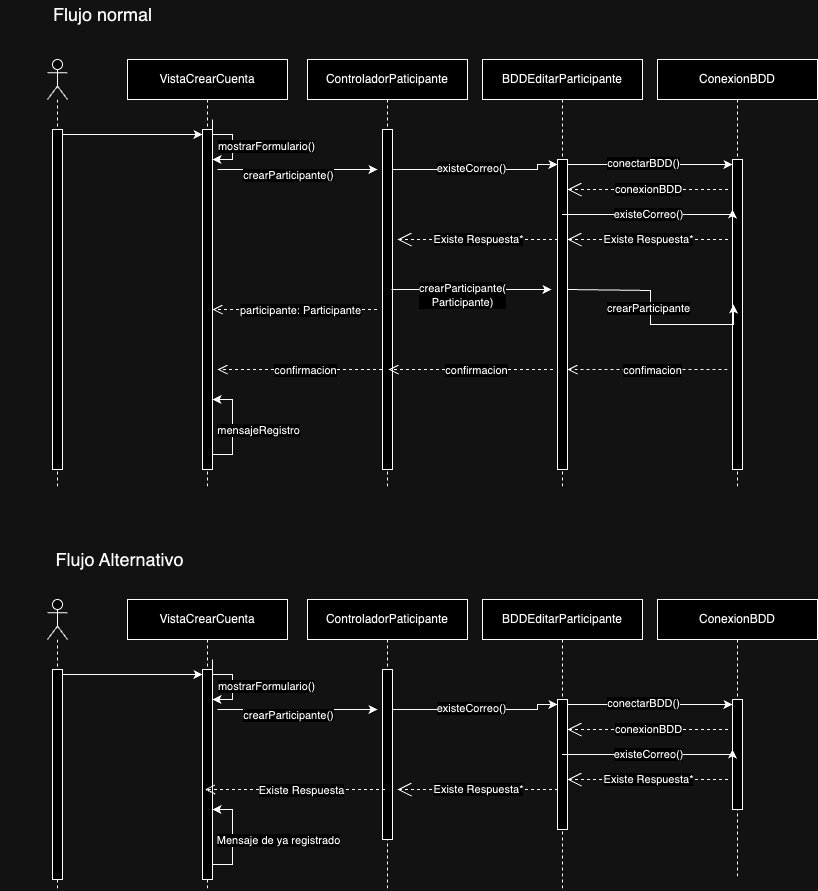 Flujo normal
VistaCrearCuenta
ControladorPaticipante
BDDEditarParticipante
ConexionBDD
mostrarFormulario()
crearParticipante()
existeCorreo()
conectarBDD()
conexionBDD
existeCorreo()
Existe Respuesta*
Existe Respuesta*
crearParticipante(
Participante)
participante: Participante
crearParticipante
confirmacion
confirmacion
confimacion
mensajeRegistro
Flujo Alternativo
VistaCrearCuenta
ControladorPaticipante
BDDEditarParticipante
ConexionBDD
mostrarFormulario()
crearParticipante()
existeCorreo()
conectarBDD()
conexionBDD
existeCorreo()
Existe Respuesta*
Existe Respuesta
Existe Respuesta*
Mensaje de ya registrado